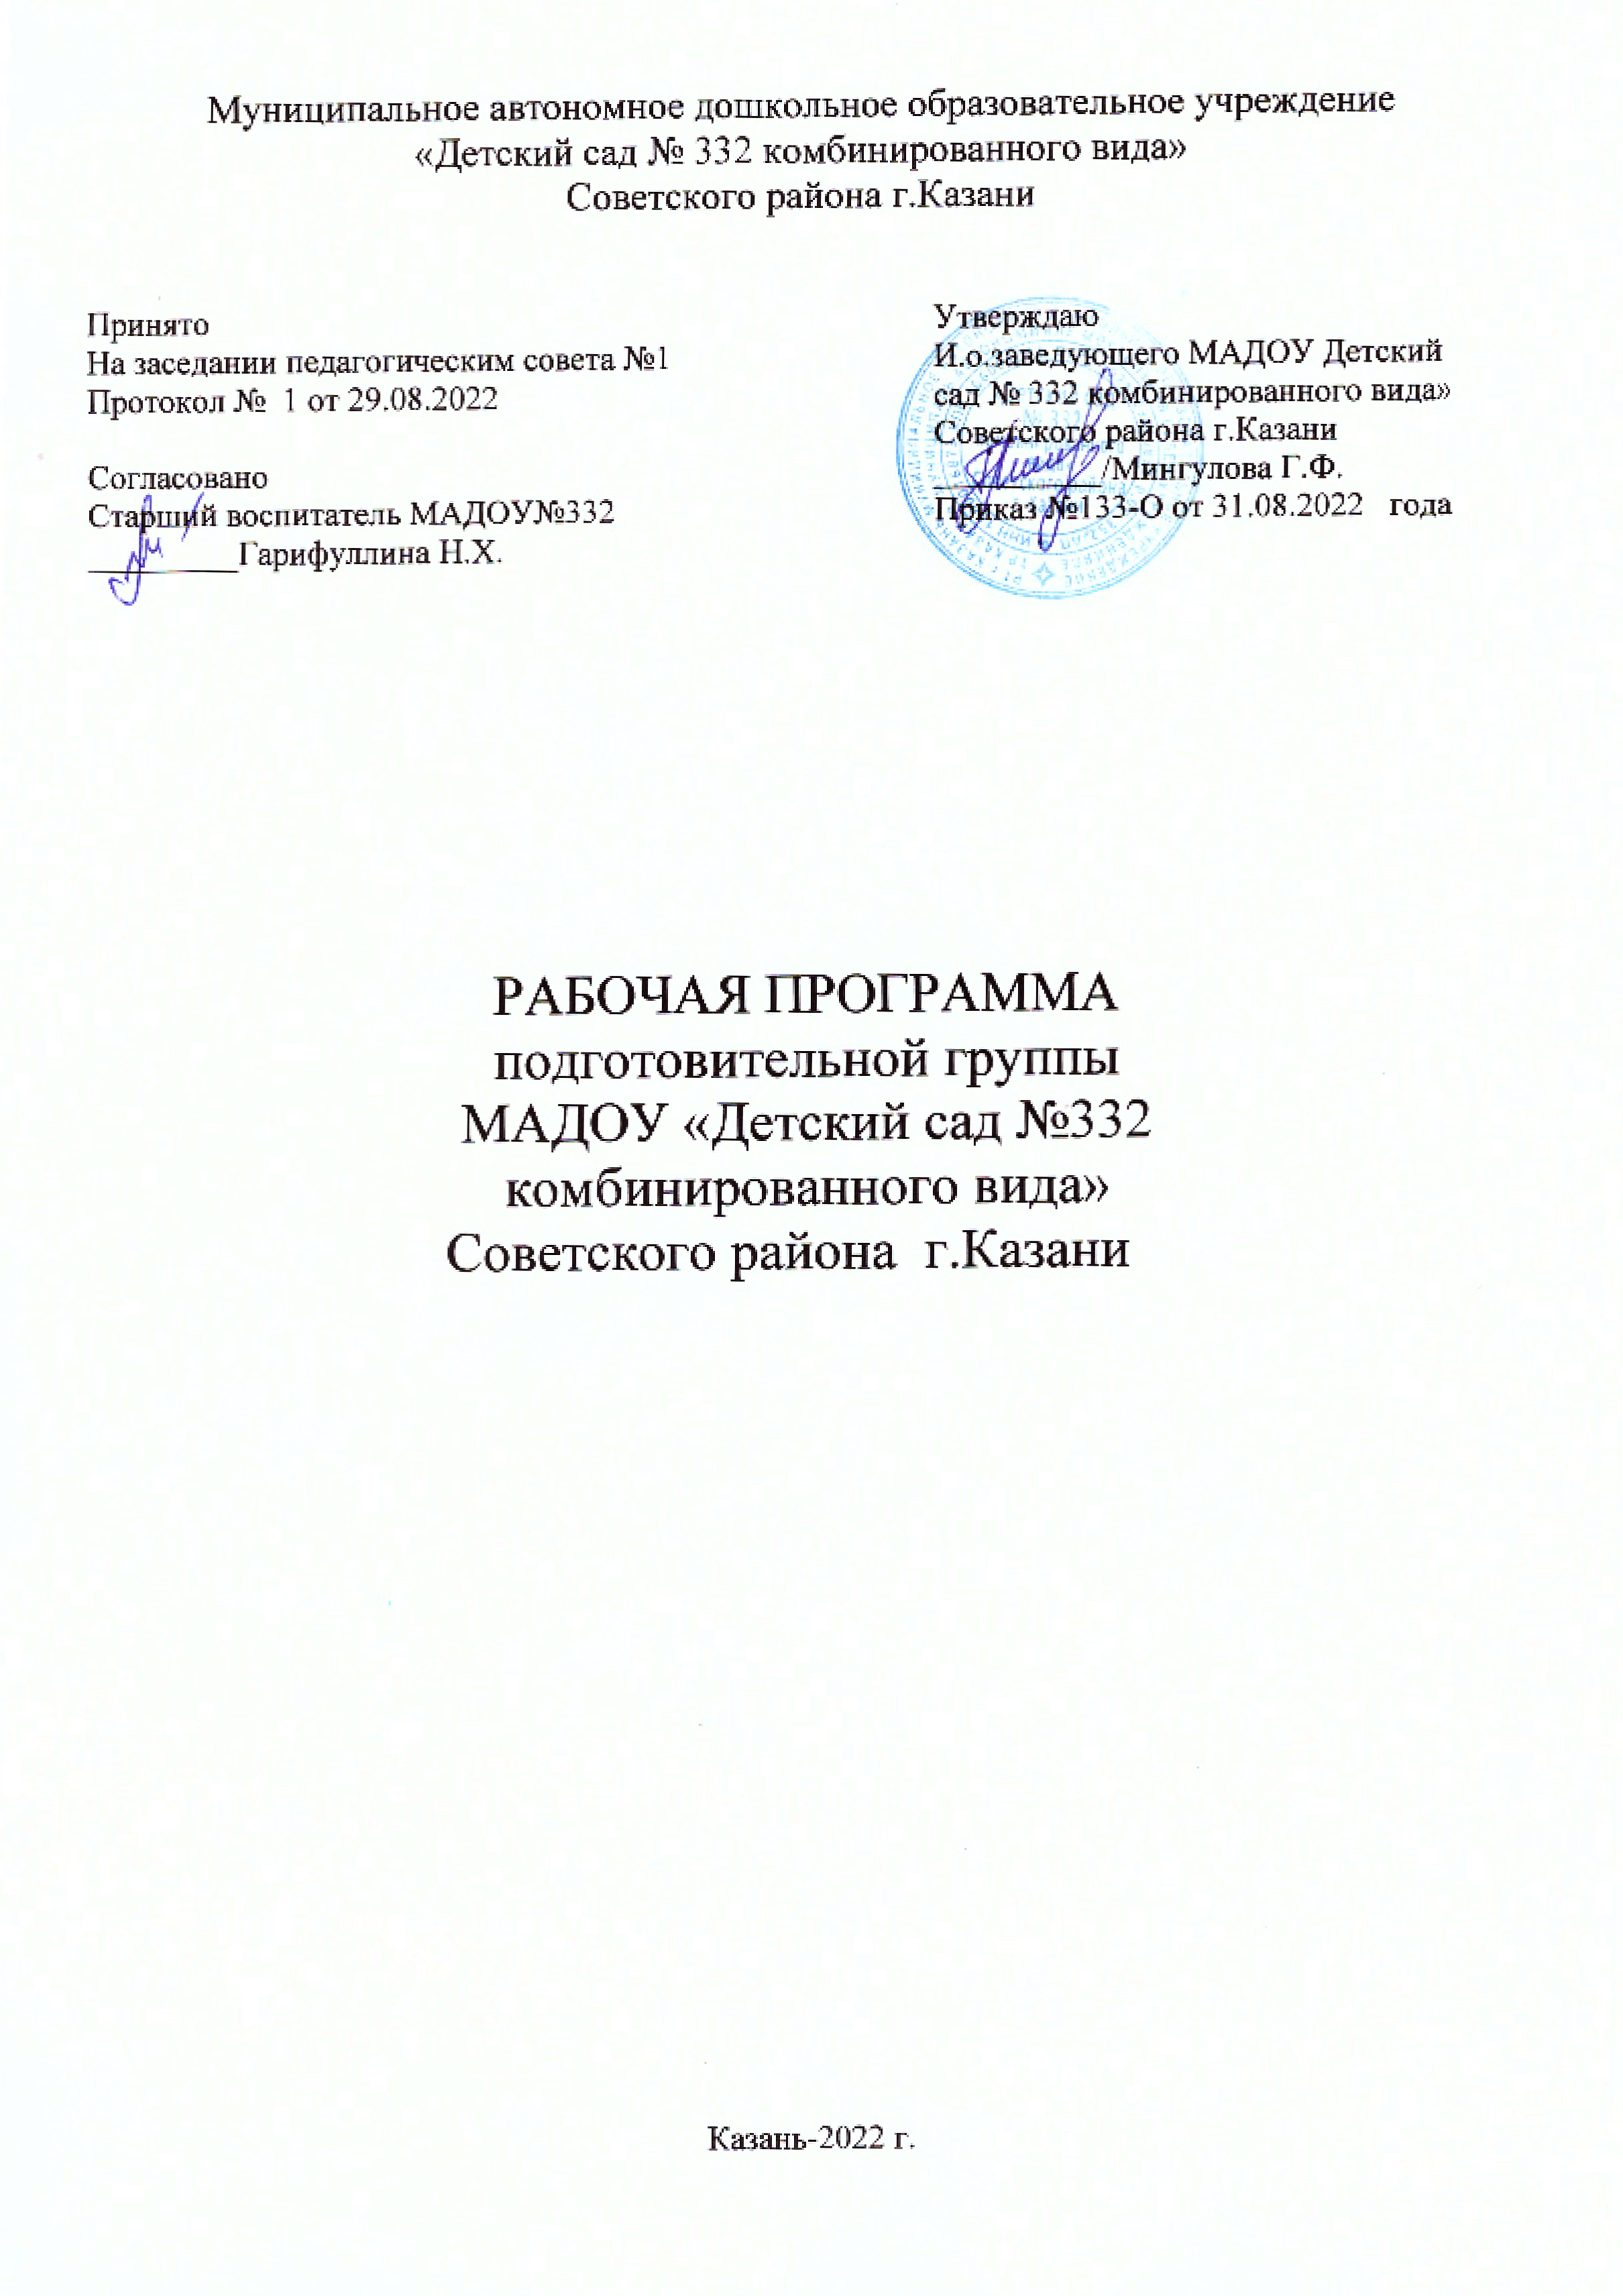 Муниципальное автономное дошкольное образовательное учреждение
«Детский сад № 332 комбинированного вида»
Советского района г.Казани
Принято
На заседании педагогическим совета №1
Протокол № 1 от 29.08.2022
Согласовано
Старший воспитатель МАДОУ№332
_________Гарифуллина Н.Х.
Утверждаю
И.о.заведующего МАДОУ Детский
сад № 332 комбинированного вида»
Советского района г.Казани
__________/Мингулова Г.Ф.
Приказ №133-О от 31.08.2022 года
РАБОЧАЯ ПРОГРАММА
подготовительной группы
МАДОУ «Детский сад №332
комбинированного вида»
Советского района г.Казани
Казань-2022 г.